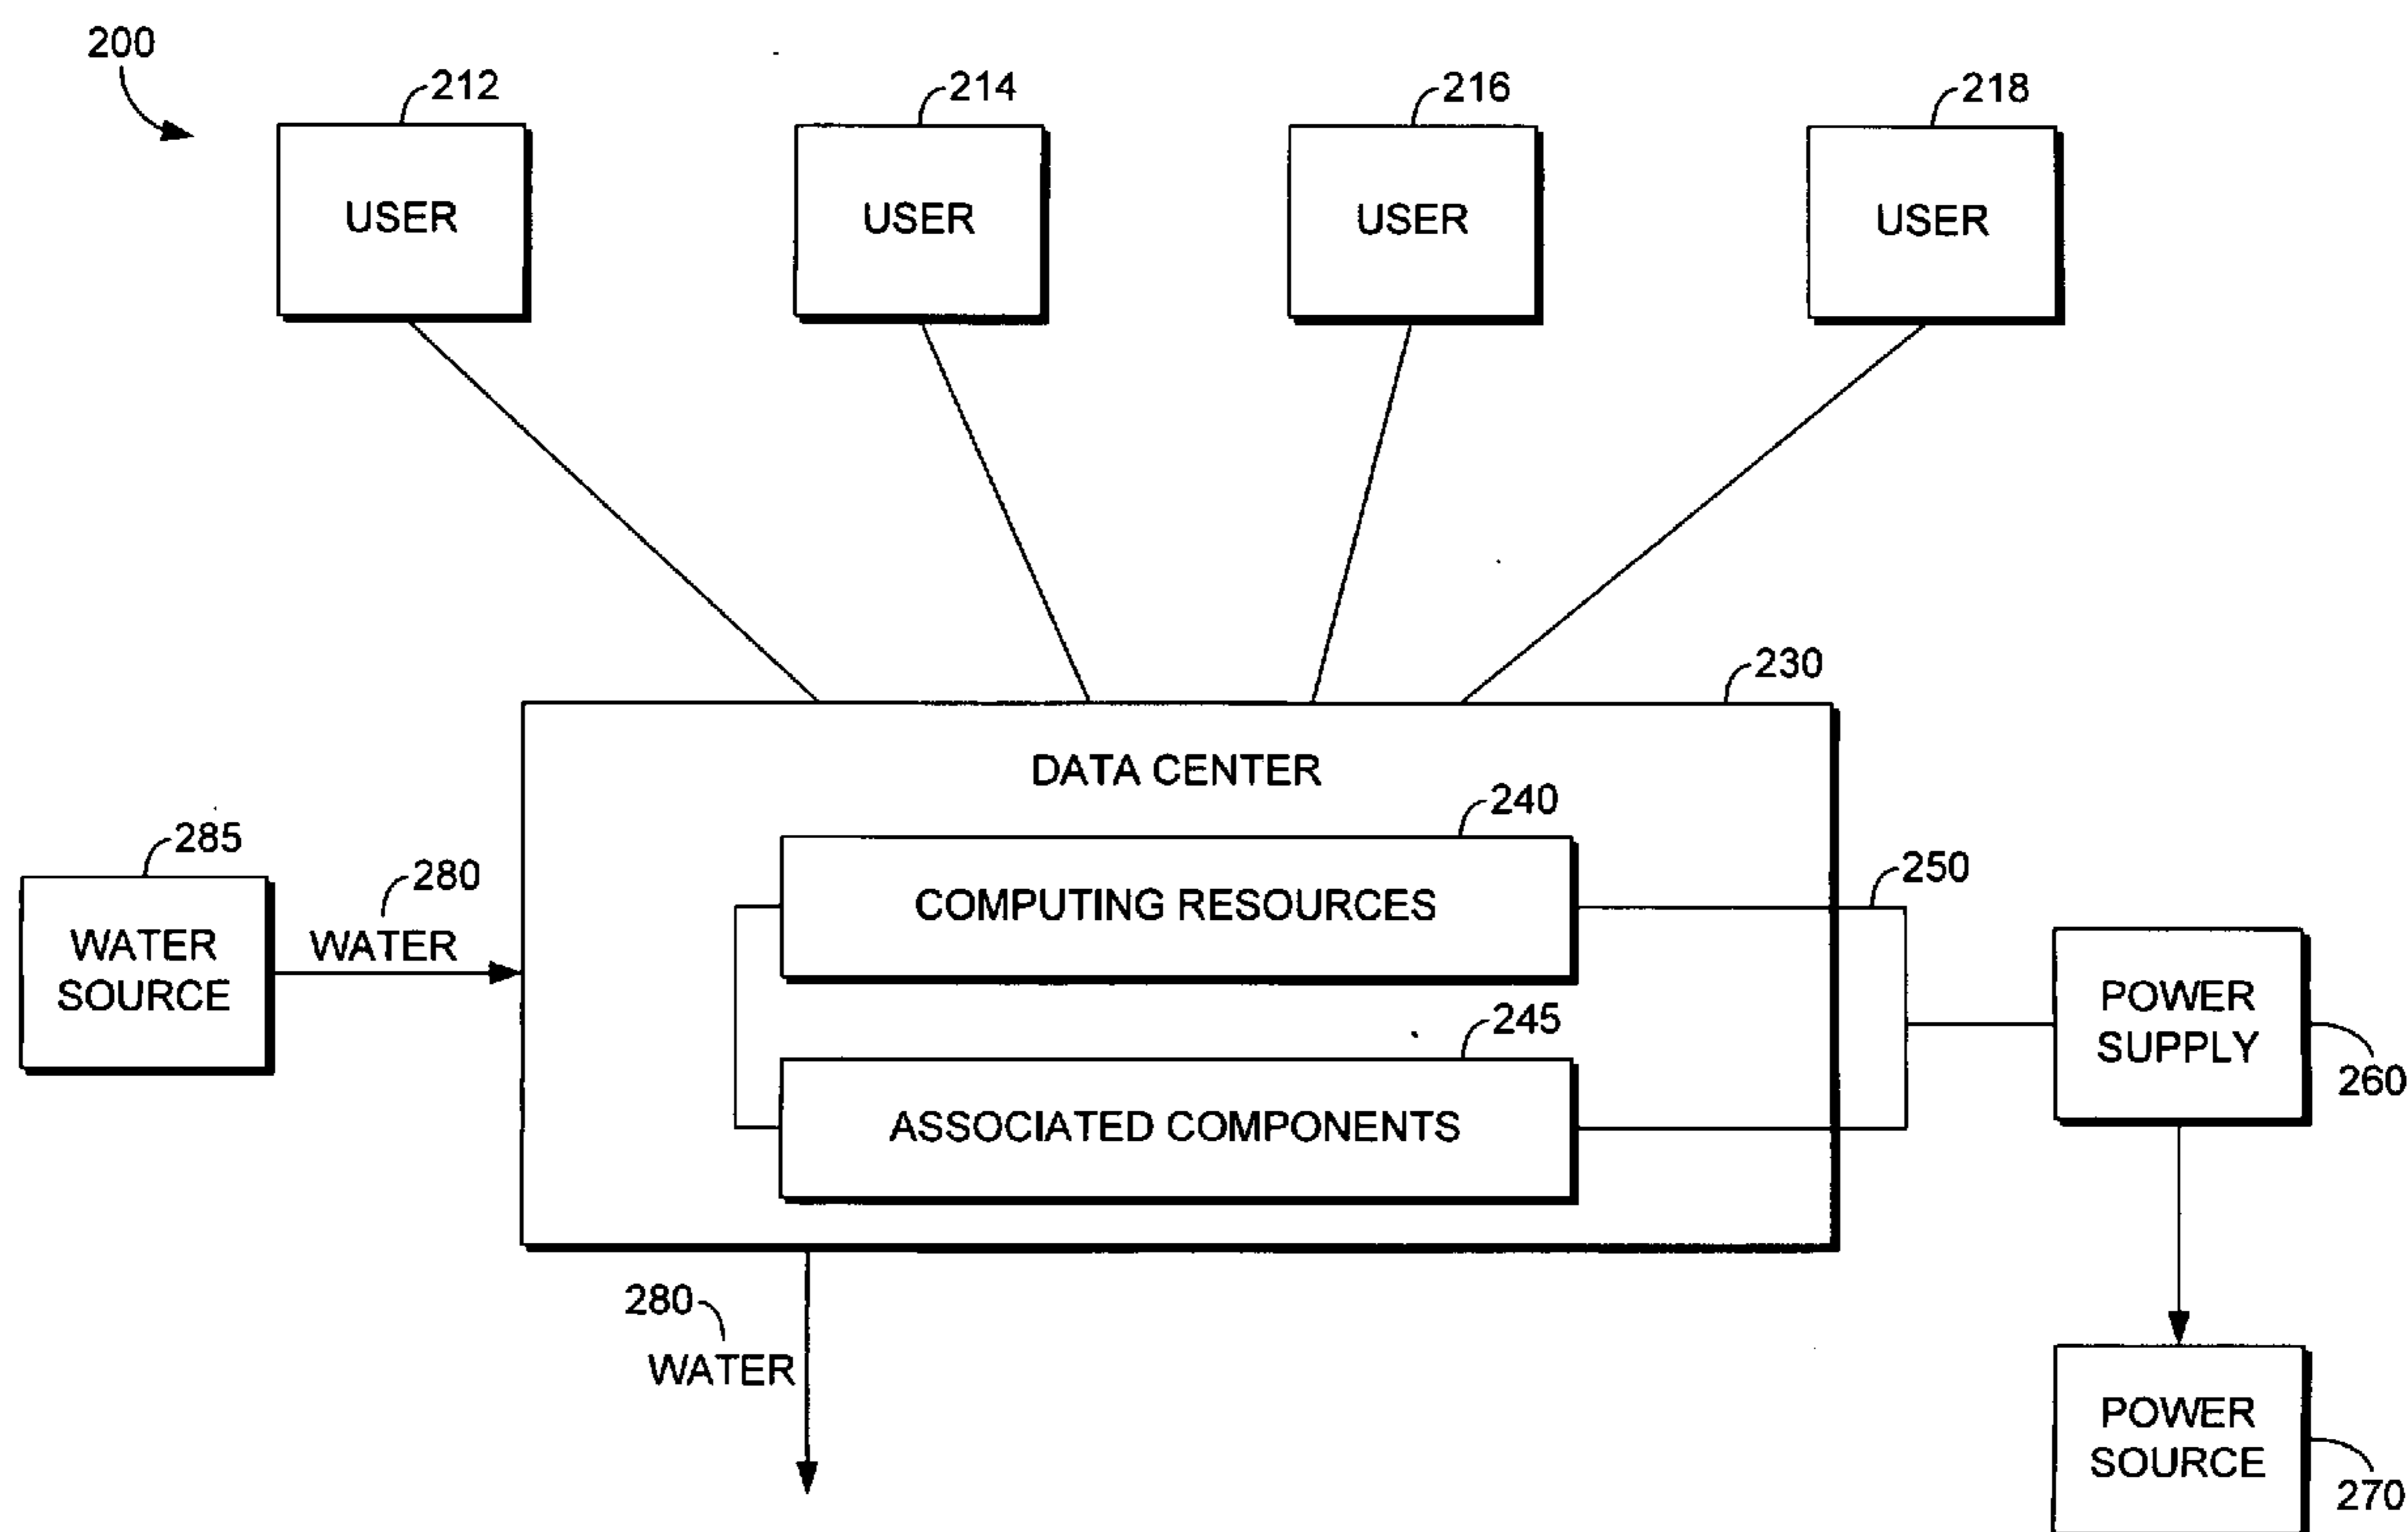 200
212
214
216
218
USER
USER
USER
USER
230
DATA CENTER
240
COMPUTING RESOURCES
250
285
WATER
SOURCE
280
WATER
245
ASSOCIATED COMPONENTS
POWER
SUPPLY
260
280
WATER
POWER
SOURCE
270